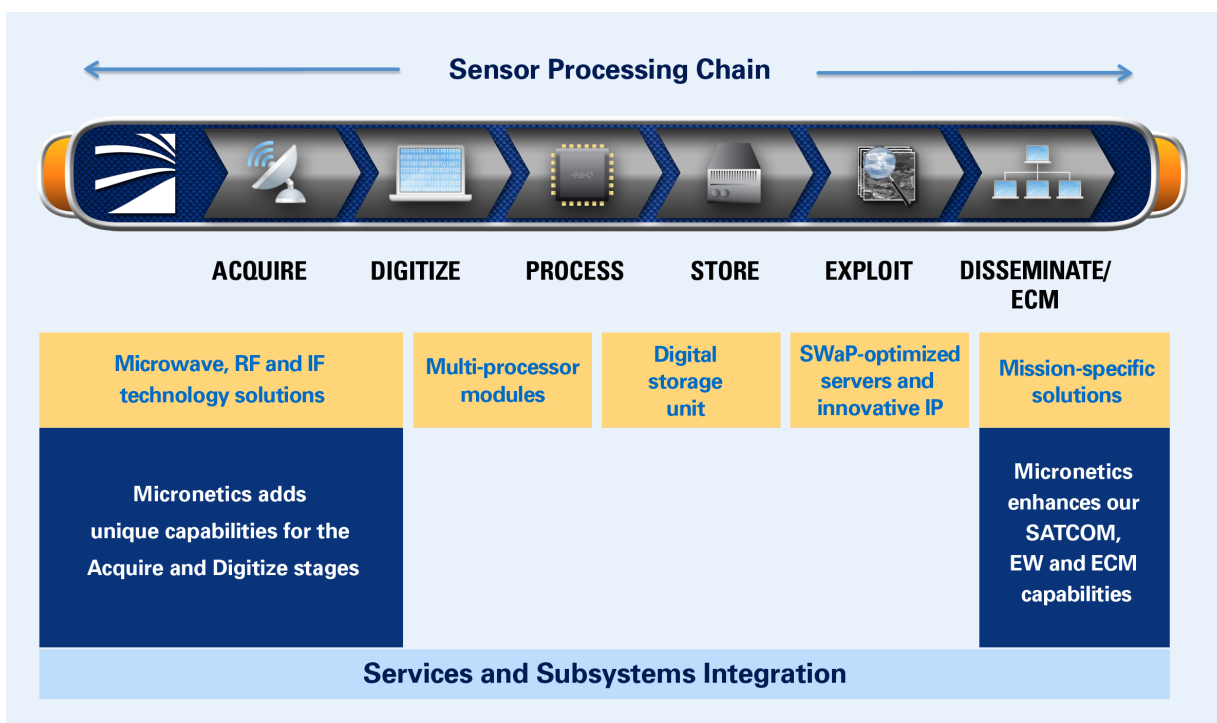 Sensor Processing Chain
ACQUIRE
DIGITIZE
PROCESS
STORE
EXPLOIT
DISSEMINATE/
ECM
Microwave, RF and IF
technology solutions
Multi-processor
modules
Digital
storage
unit
SWaP-optimized
servers and
innovative IP
Mission-specific
solutions
Micronetics adds
unique capabilities for the
Acquire and Digitize stages
Micronetics
enhances our
SATCOM,
EW and ECM
capabilities
Services and Subsystems Integration